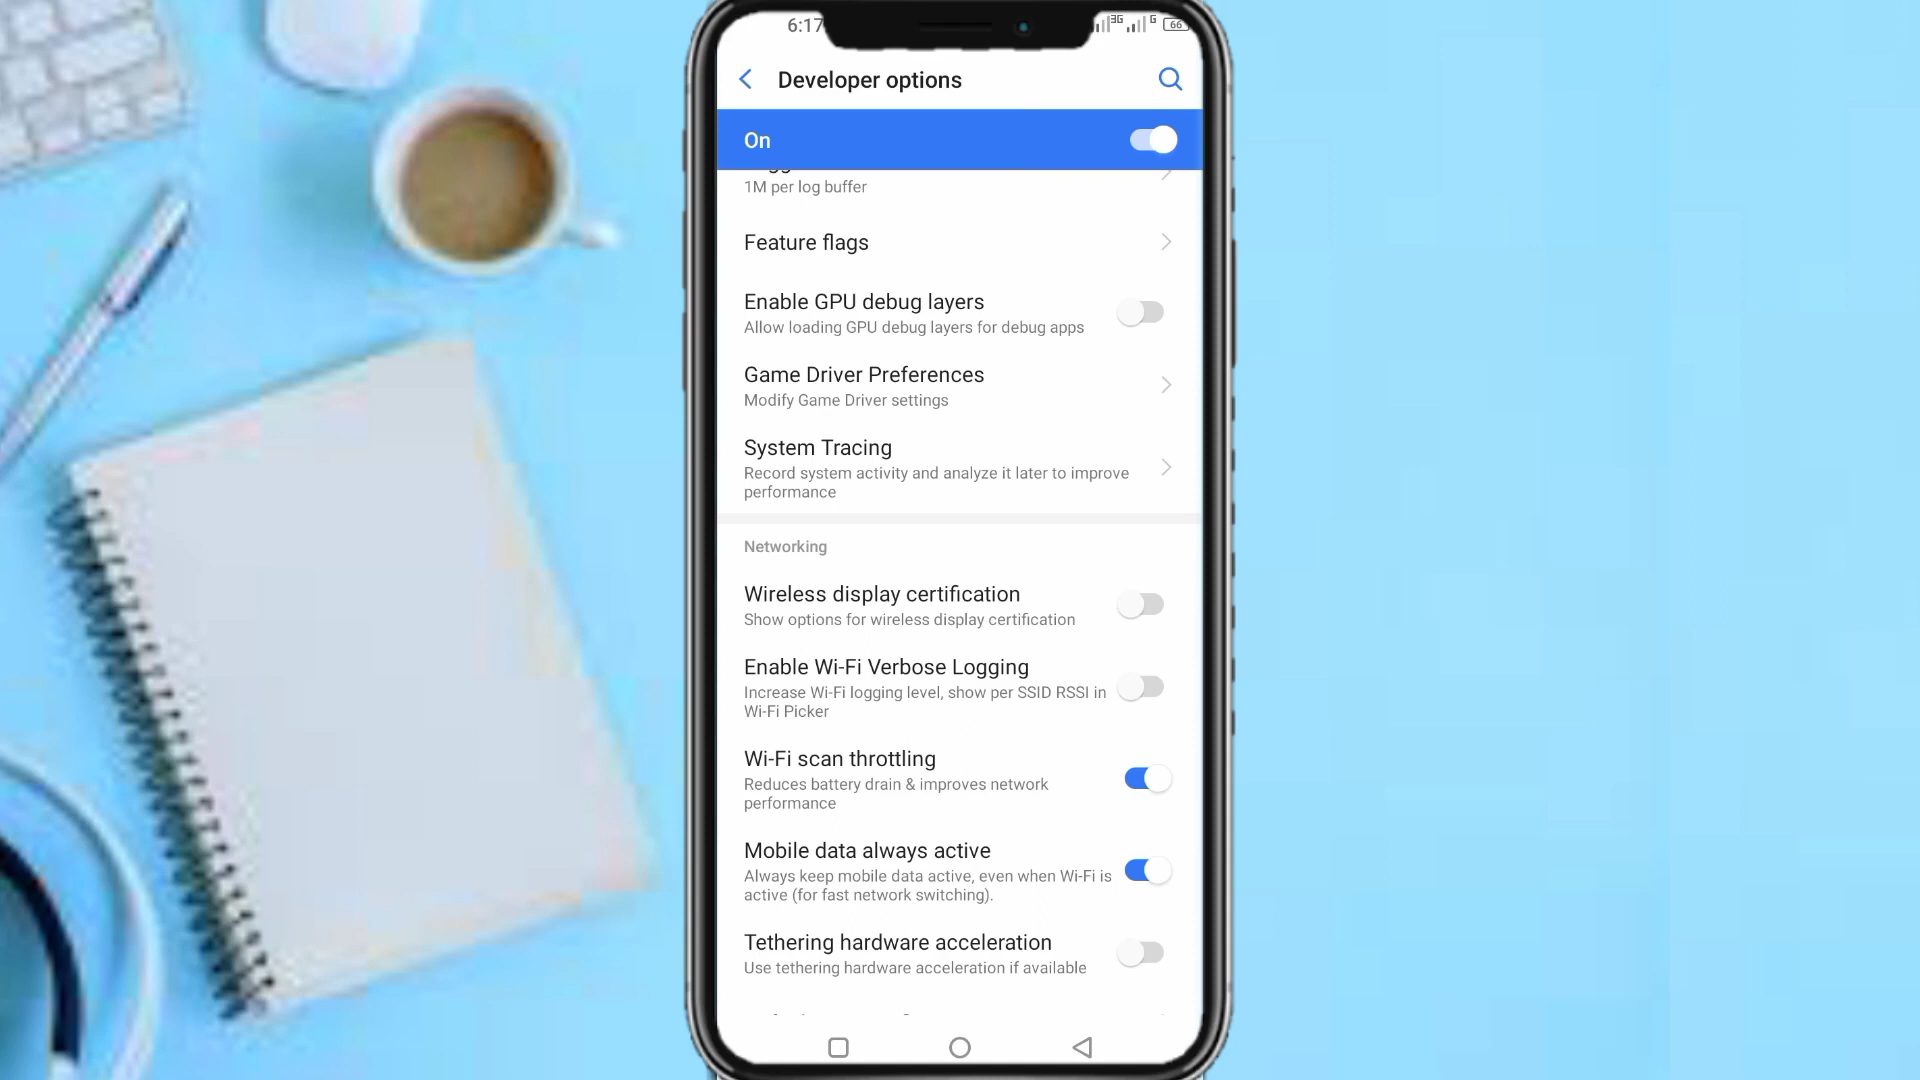 6:17
3G G 66
Developer options
On
1M per log buffer
Feature flags
Enable GPU debug layers
Allow loading GPU debug layers for debug apps
Game Driver Preferences
Modify Game Driver settings
System Tracing
Record system activity and analyze it later to improve
performance
Networking
Wireless display certification
Show options for wireless display certification
Enable Wi-Fi Verbose Logging
Increase Wi-Fi logging level, show per SSID RSSI in
Wi-Fi Picker
Wi-Fi scan throttling
Reduces battery drain & improves network
performance
Mobile data always active
Always keep mobile data active, even when Wi-Fi is
active (for fast network switching).
Tethering hardware acceleration
Use tethering hardware acceleration if available